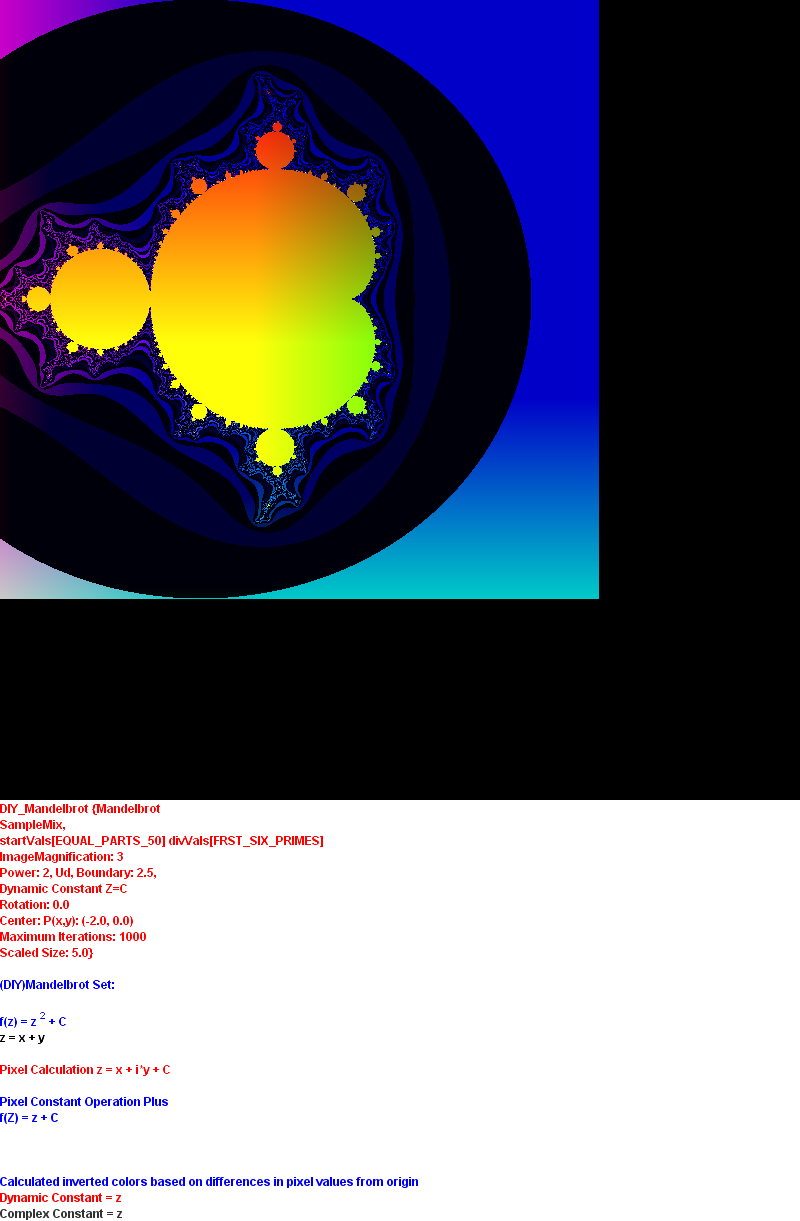 DIY_Mandelbrot {Mandelbrot
SampleMix,
startVals[EQUAL_PARTS_50] divVals[FRST_SIX_PRIMES]
ImageMagnification: 3
Power: 2, Ud, Boundary: 2.5,
Dynamic Constant Z=C
Rotation: 0.0
Center: P(x,y): (-2.0, 0.0)
Maximum Iterations: 1000
Scaled Size: 5.0}
(DIY)Mandelbrot Set:
f(z) = z 2 + C
z = x + y
Pixel Calculation z = x + i*y + C
Pixel Constant Operation Plus
f(Z) = z + C
Calculated inverted colors based on differences in pixel values from origin
Dynamic Constant = z
Complex Constant = z